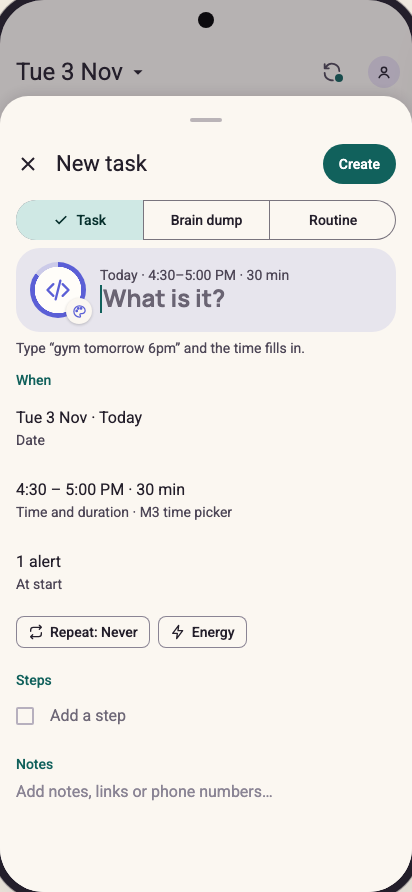 Tue 3 Nov
New task
Create
Task
Brain dump
Routine
Today · 4:30–5:00 PM · 30 min
What is it?
Type “gym tomorrow 6pm” and the time fills in.
When
Tue 3 Nov · Today
Date
4:30 – 5:00 PM · 30 min
Time and duration · M3 time picker
1 alert
At start
Repeat: Never
Energy
Steps
Add a step
Notes
Add notes, links or phone numbers…